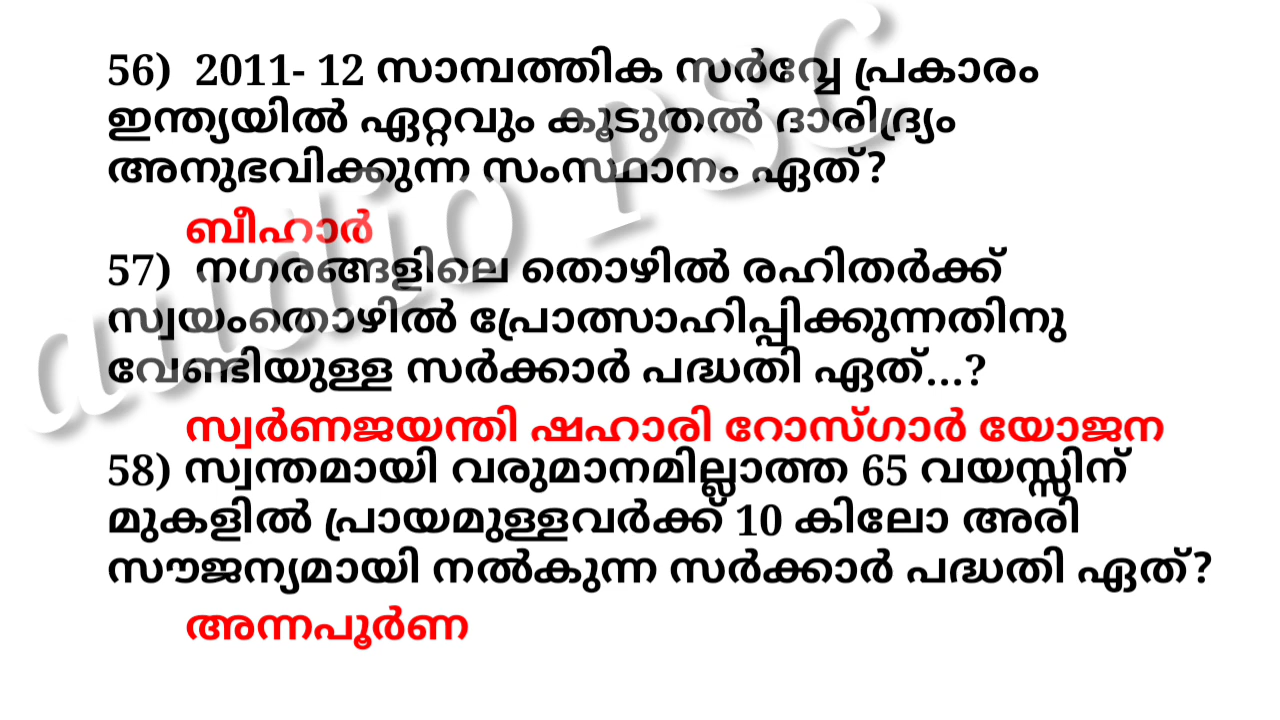 56) 2011- 12 സാമ്പത്തിക സർവ്വേ പ്രകാരം
ഇന്ത്യയിൽ ഏറ്റവും കൂടുതൽ ദാരിദ്ര്യം
അനുഭവിക്കുന്ന സംസ്ഥാനം ഏത്?
ബീഹാർ
57) നഗരങ്ങളിലെ തൊഴിൽ രഹിതർക്ക്
സ്വയംതൊഴിൽ പ്രോത്സാഹിപ്പിക്കുന്നതിനു
വേണ്ടിയുള്ള സർക്കാർ പദ്ധതി ഏത്...?
സ്വർണജയന്തി ഷഹാരി റോസ്ഗാർ യോജന
58) സ്വന്തമായി വരുമാനമില്ലാത്ത 65 വയസ്സിന്
മുകളിൽ പ്രായമുള്ളവർക്ക് 10 കിലോ അരി
സൗജന്യമായി നൽകുന്ന സർക്കാർ പദ്ധതി ഏത്?
അന്നപൂർണ
audio PSC